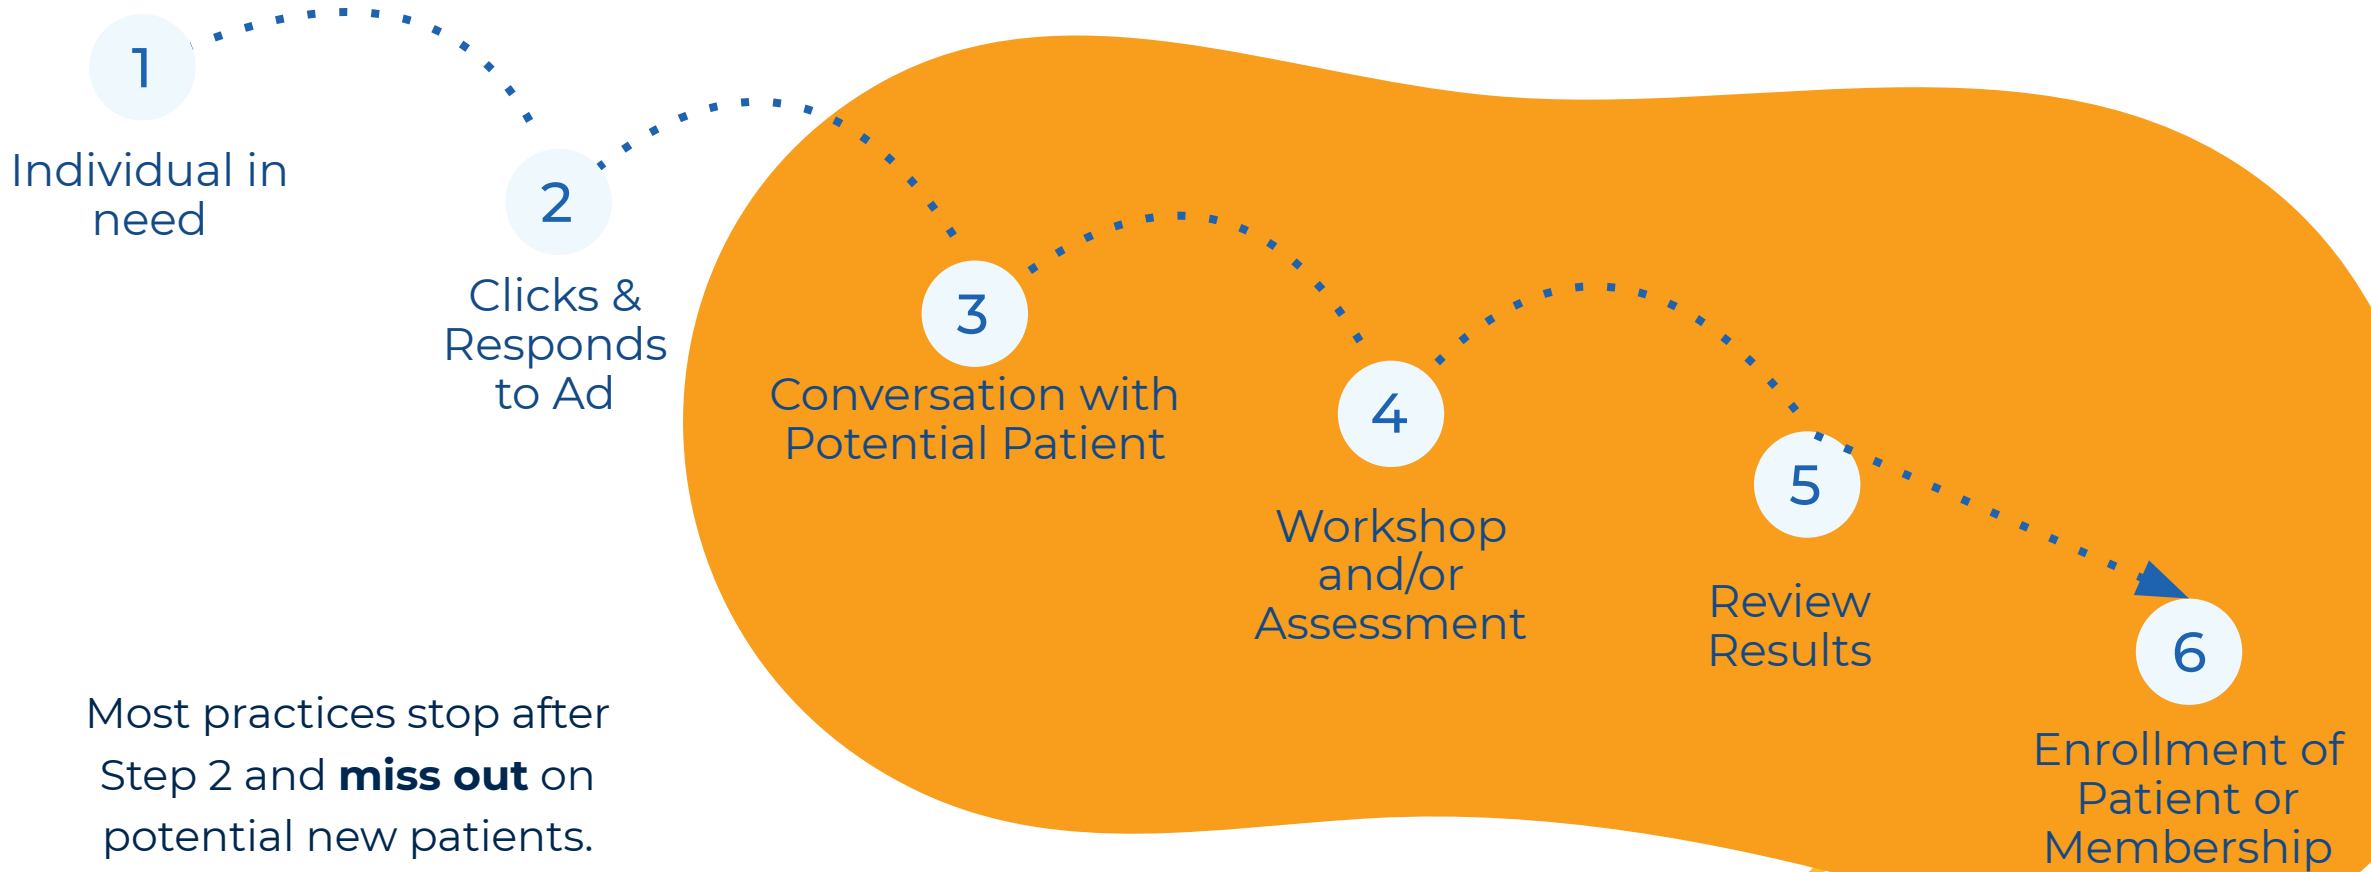 1
Individual in
need
2
Clicks &
Responds
to Ad
3
Conversation with
Potential Patient
4
Workshop
and/or
Assessment
5
Review
Results
6
Enrollment of
Patient or
Membership
Most practices stop after
Step 2 and miss out on
potential new patients.